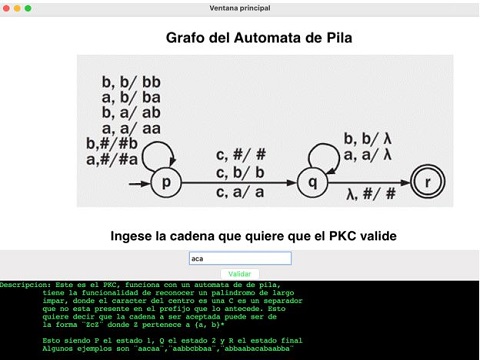 Ventana principal
Grafo del Automata de Pila
b, b/ bb
a, b/ ba
b, a/ ab
a, a/ aa
b,#/#b
a,#/#a
c, #/ #
c, b/ b
c, a/ a
b, b/ λ
a, a/ λ
p
q
r
λ, #/ #
Ingese la cadena que quiere que el PKC valide
aca
Validar
Descripcion: Este es el PKC, funciona con un automata de de pila,
tiene la funcionalidad de reconocer un palindromo de largo
impar, donde el caracter del centro es una C es un separador
que no esta presente en el prefijo que lo antecede. Esto
quiere decir que la cadena a ser aceptada puede ser de
la forma ¨ZcZ¨ donde Z pertenece a {a, b}*
Esto siendo P el estado 1, Q el estado 2 y R el estado final
Algunos ejemplos son ¨aacaa¨,¨aabbcbbaa¨,¨abbaabacabaabba¨